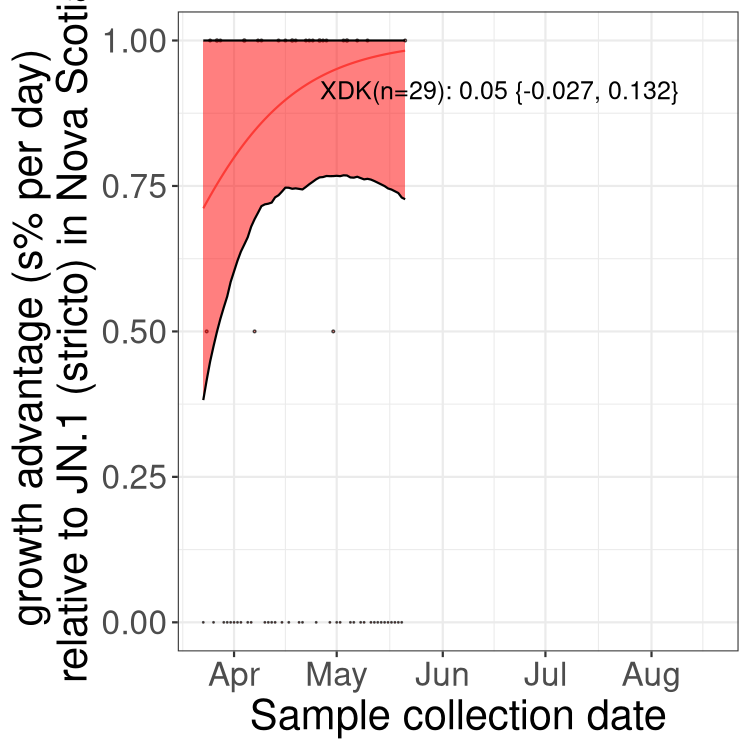 growth advantage (s% per day)
relative to JN.1 (stricto) in Nova Scotia
1.00
0.75
0.50
0.25
0.00
XDK(n=29): 0.05 {-0.027, 0.132}
Apr May Jun Jul Aug
Sample collection date